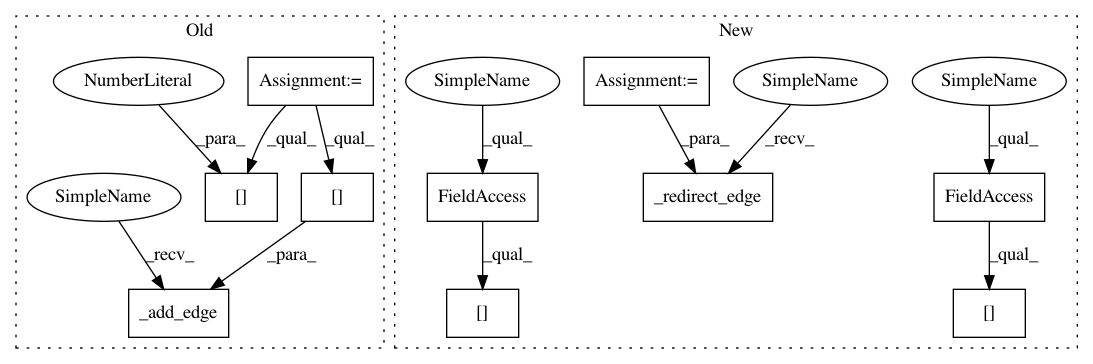 Old
New
NumberLiteral
Assignment:=
SimpleName
Assignment:=
SimpleName
SimpleName
_para_
_qual_
_qual_
_qual_
_para_
_recv_
_qual_
SimpleName
[]
[]
FieldAccess
_redirect_edge
FieldAccess
_recv_
_para_
_qual_
_qual_
_add_edge
[]
[]